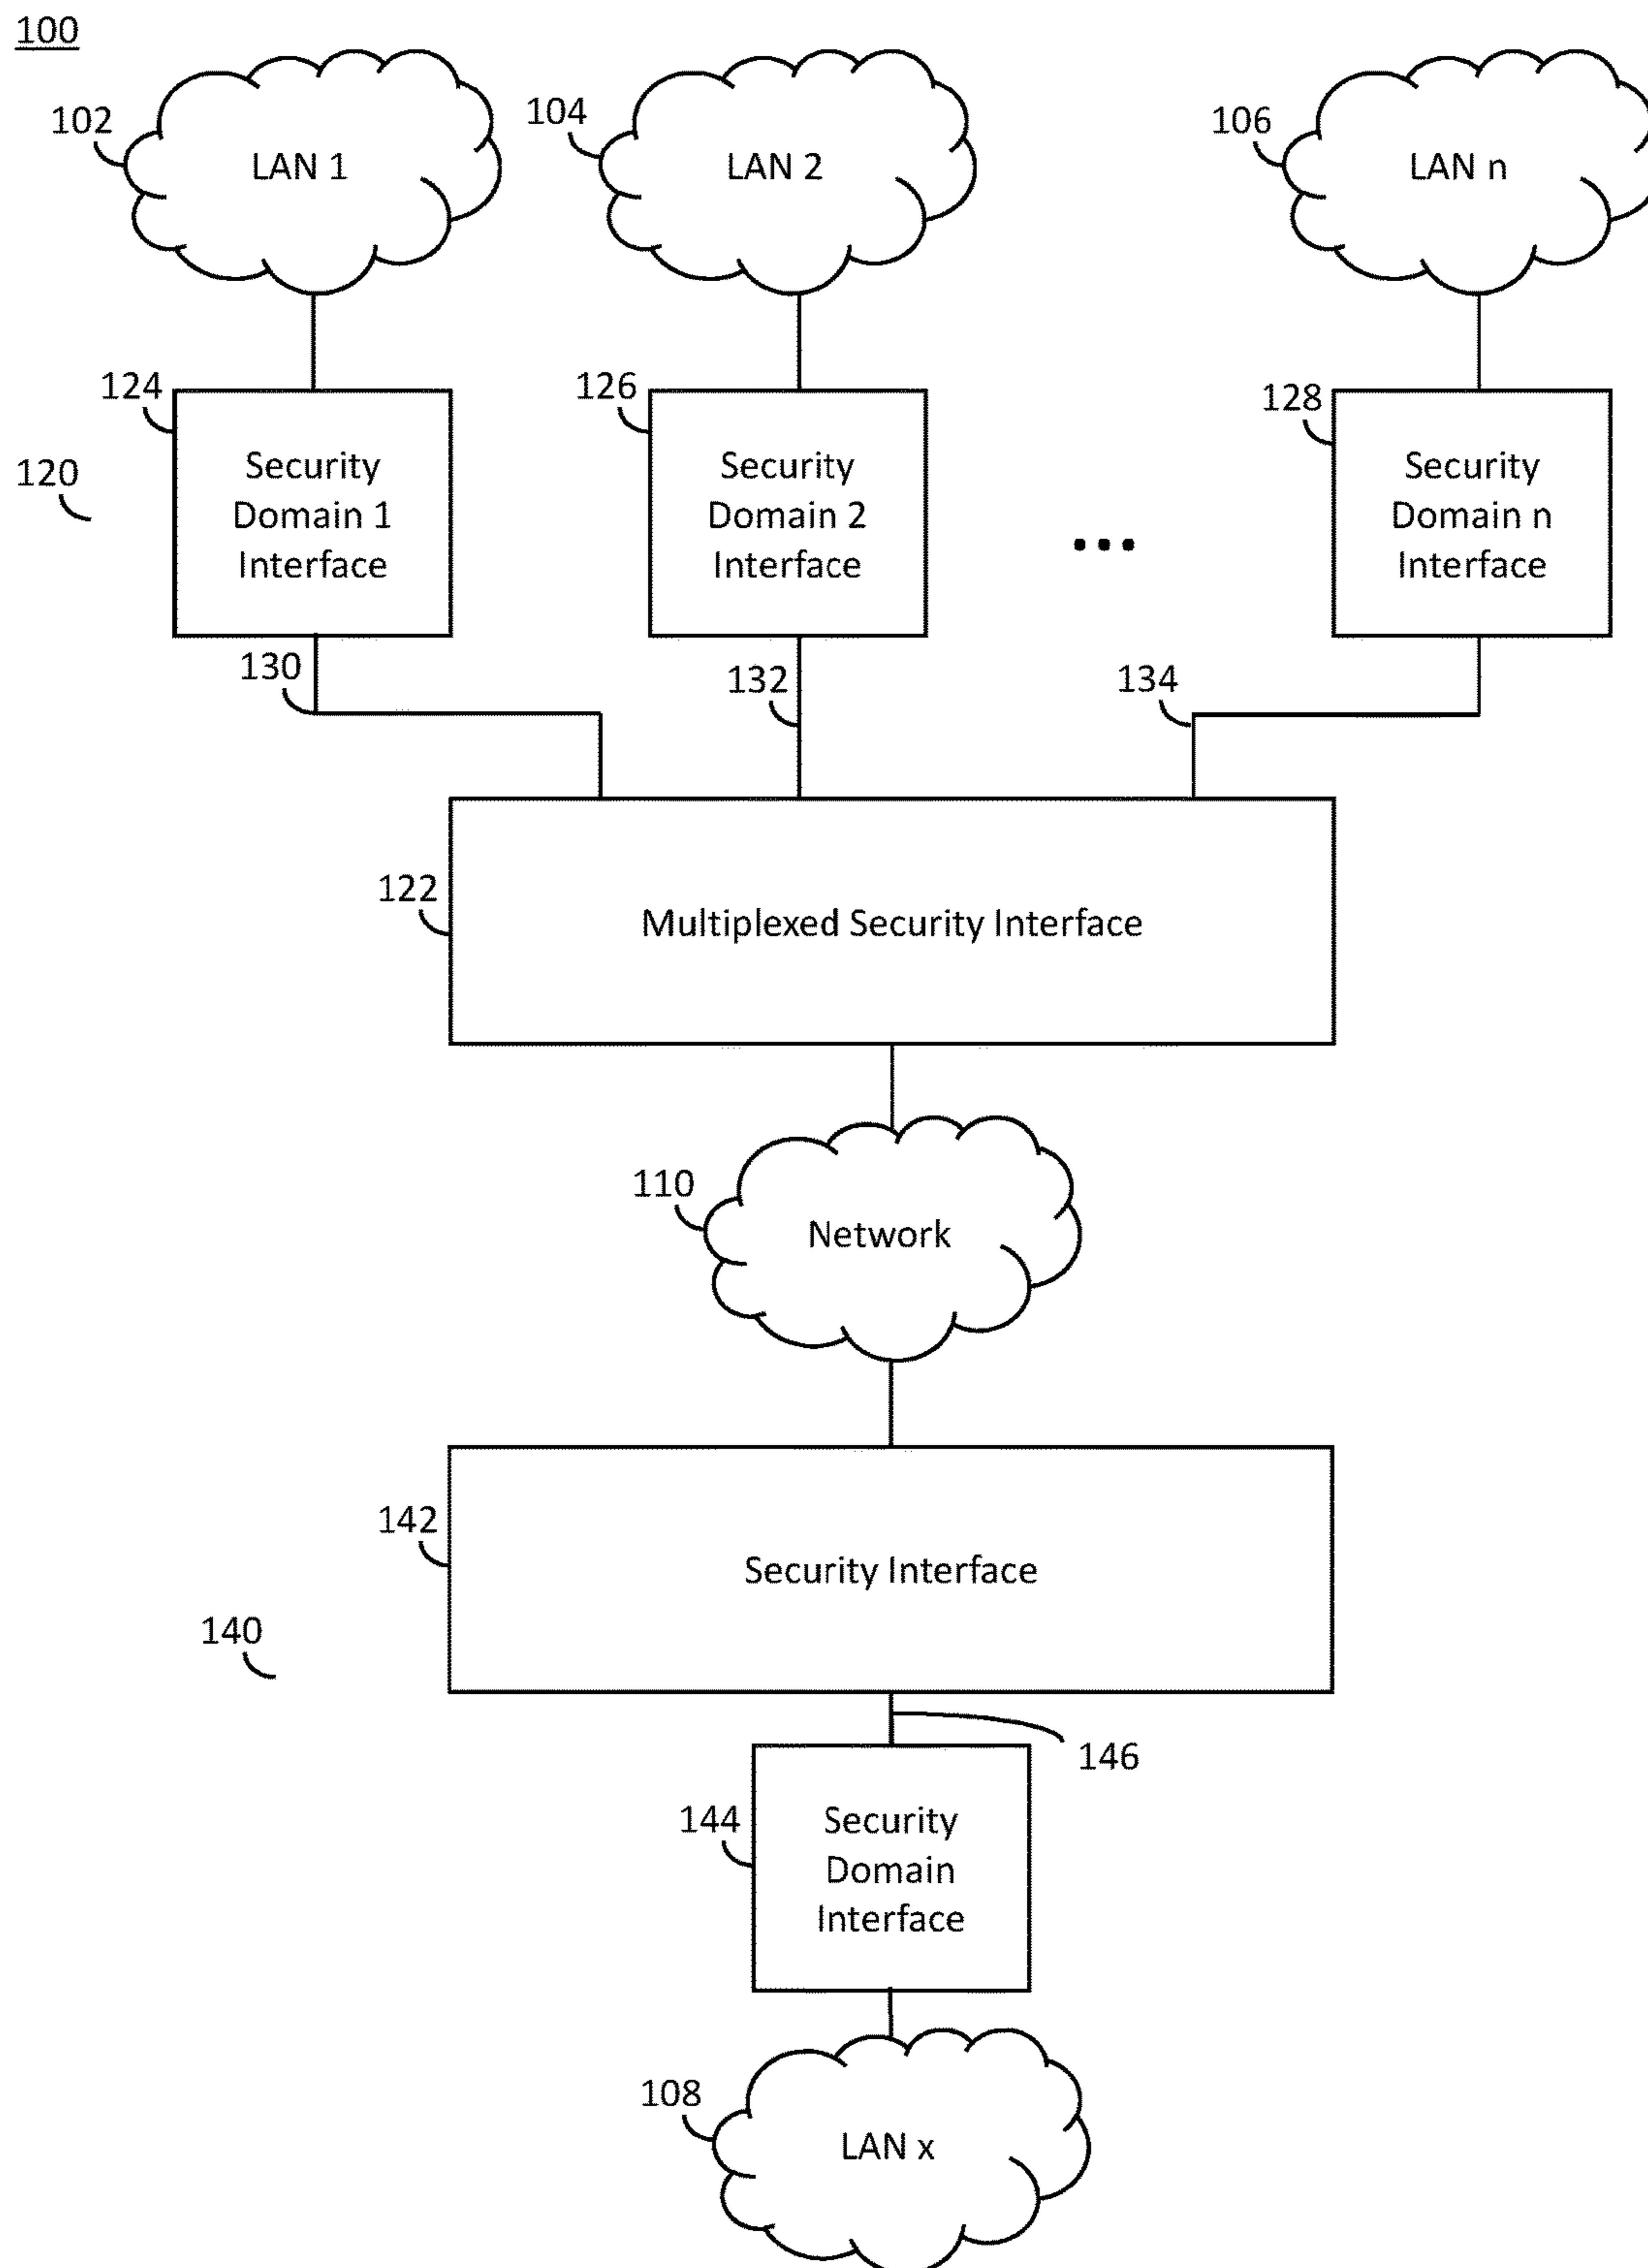 100
102
LAN 1
104
LAN 2
106
LAN n
124
Security
Domain 1
Interface
126
Security
Domain 2
Interface
128
Security
Domain n
Interface
120
...
130
132
134
122
Multiplexed Security Interface
110
Network
142
Security Interface
140
146
144
Security
Domain
Interface
108
LAN x